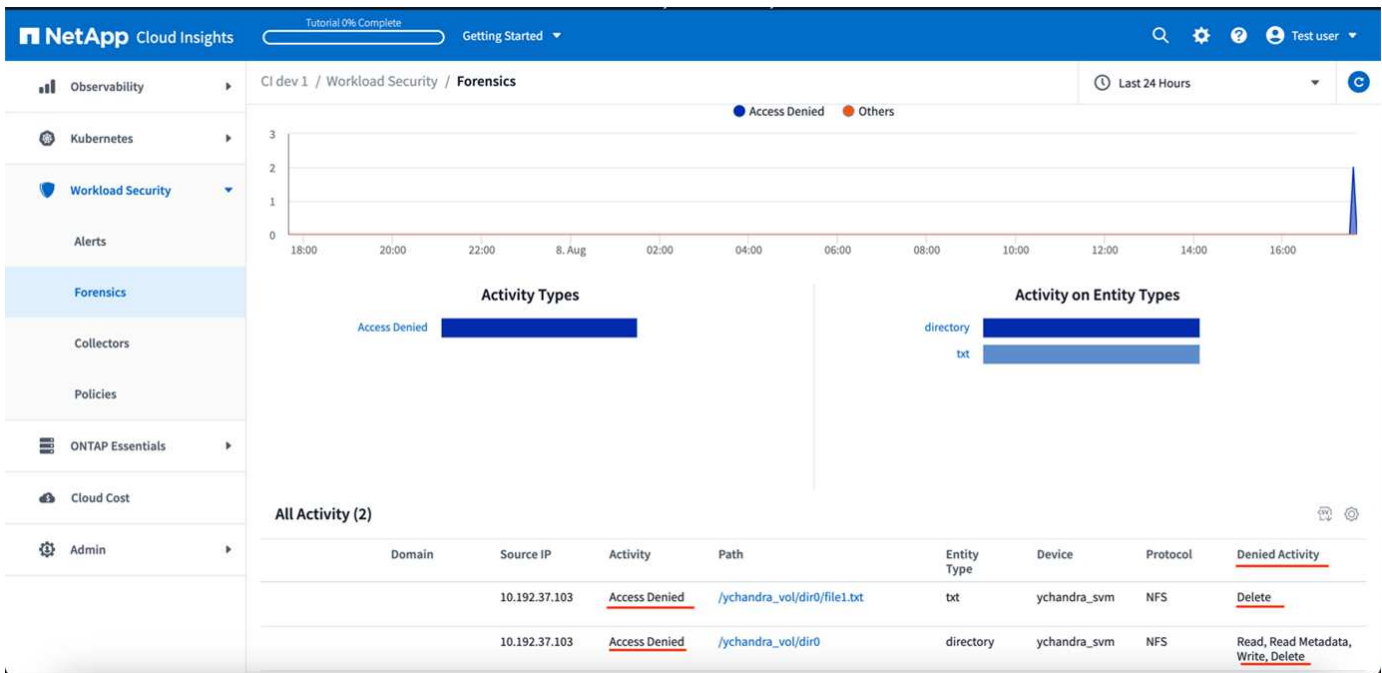 Tutorial 0% Complete
NetApp Cloud Insights
Getting Started
Test user
Observability
Kubernetes
Workload Security
Alerts
Forensics
Collectors
Policies
ONTAP Essentials
Cloud Cost
Admin
CI dev 1 / Workload Security / Forensics
Last 24 Hours
Access Denied Others
3
2
1
0
18:00 20:00 22:00 8. Aug 02:00 04:00 06:00 08:00 10:00 12:00 14:00 16:00
Activity Types
Access Denied
Activity on Entity Types
directory
txt
All Activity (2)
Domain Source IP Activity Path Entity Type Device Protocol Denied Activity
10.192.37.103 Access Denied /ychandra_vol/dir0/file1.txt txt ychandra_svm NFS Delete
10.192.37.103 Access Denied /ychandra_vol/dir0 directory ychandra_svm NFS Read, Read Metadata,
Write, Delete